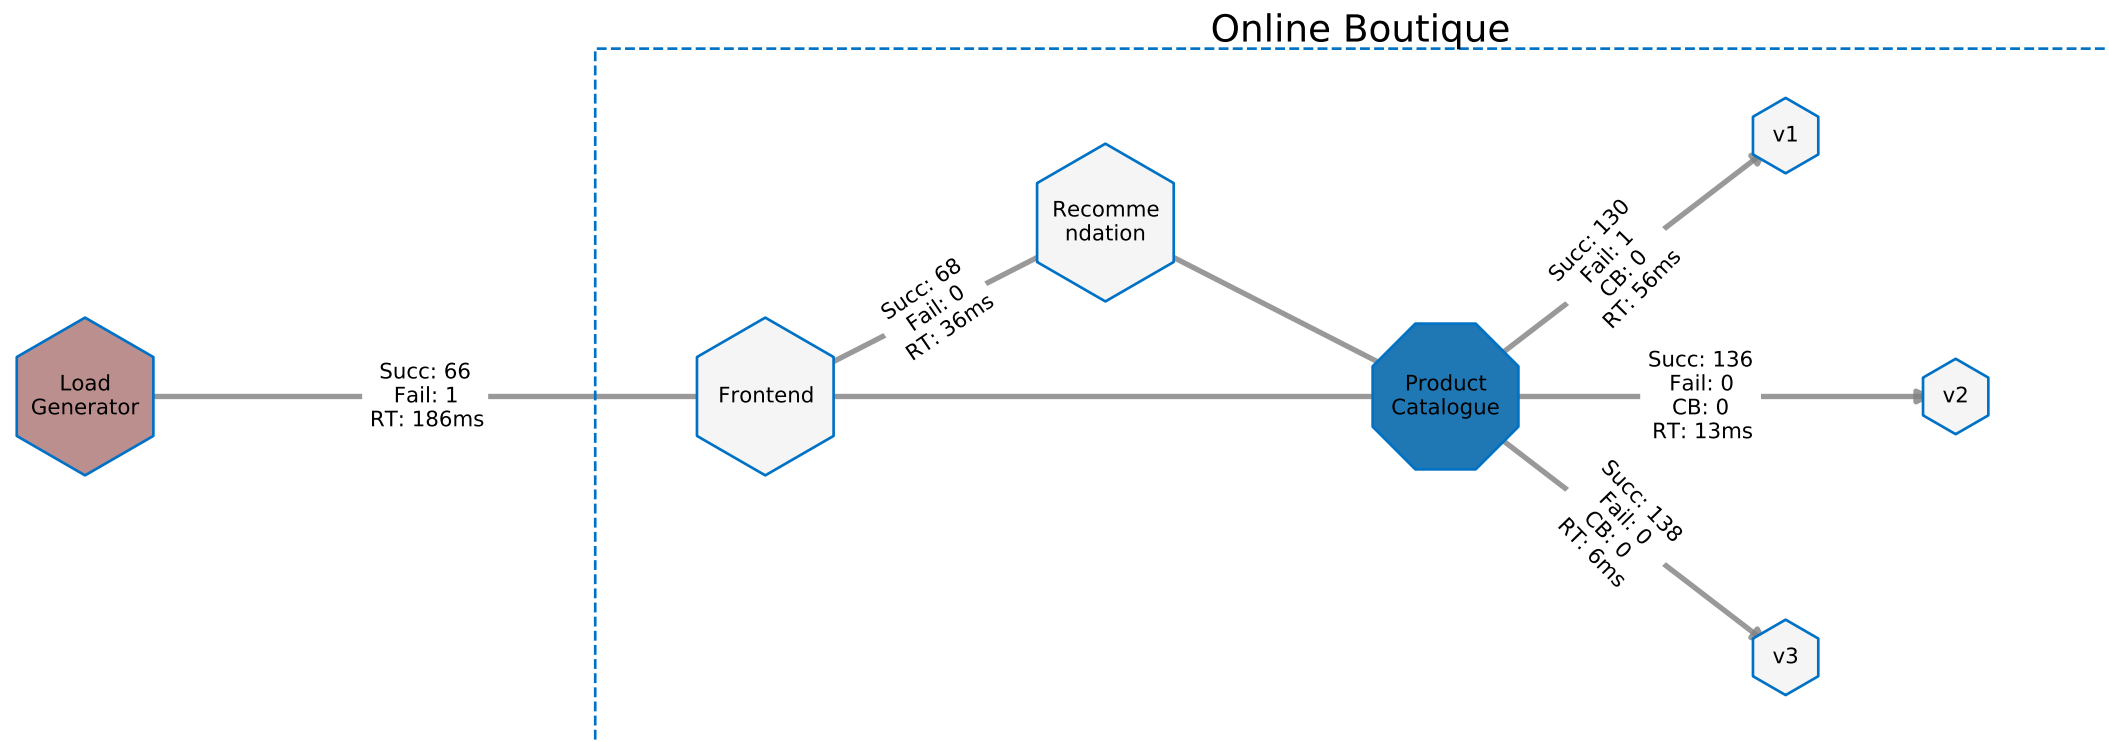 Online Boutique
Load
Generator
Succ: 66
Fail: 1
RT: 186ms
Frontend
Succ: 68
Fail: 0
RT: 36ms
Recomme
ndation
Product
Catalogue
Succ: 130
Fail: 1
CB: 0
RT: 56ms
v1
Succ: 136
Fail: 0
CB: 0
RT: 13ms
v2
Succ: 138
Fail: 0
CB: 0
RT: 6ms
v3